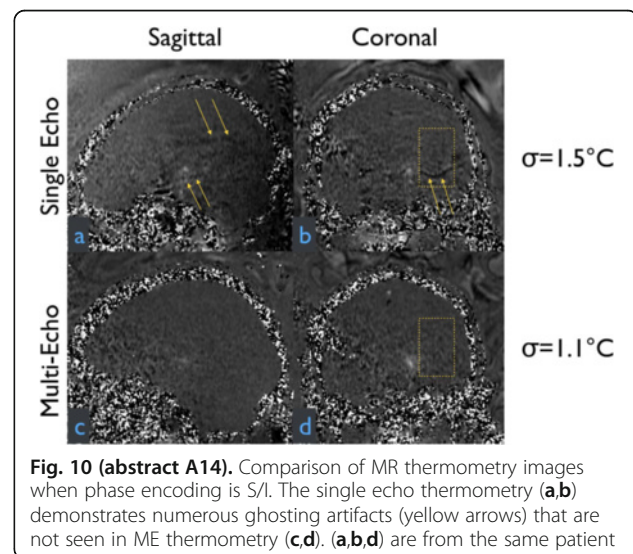 Sagittal Coronal
Single Echo
a
b
σ=1.5°C
Multi-Echo
c
d
σ=1.1°C
Fig. 10 (abstract A14). Comparison of MR thermometry images
when phase encoding is S/I. The single echo thermometry (a,b)
demonstrates numerous ghosting artifacts (yellow arrows) that are
not seen in ME thermometry (c,d). (a,b,d) are from the same patient